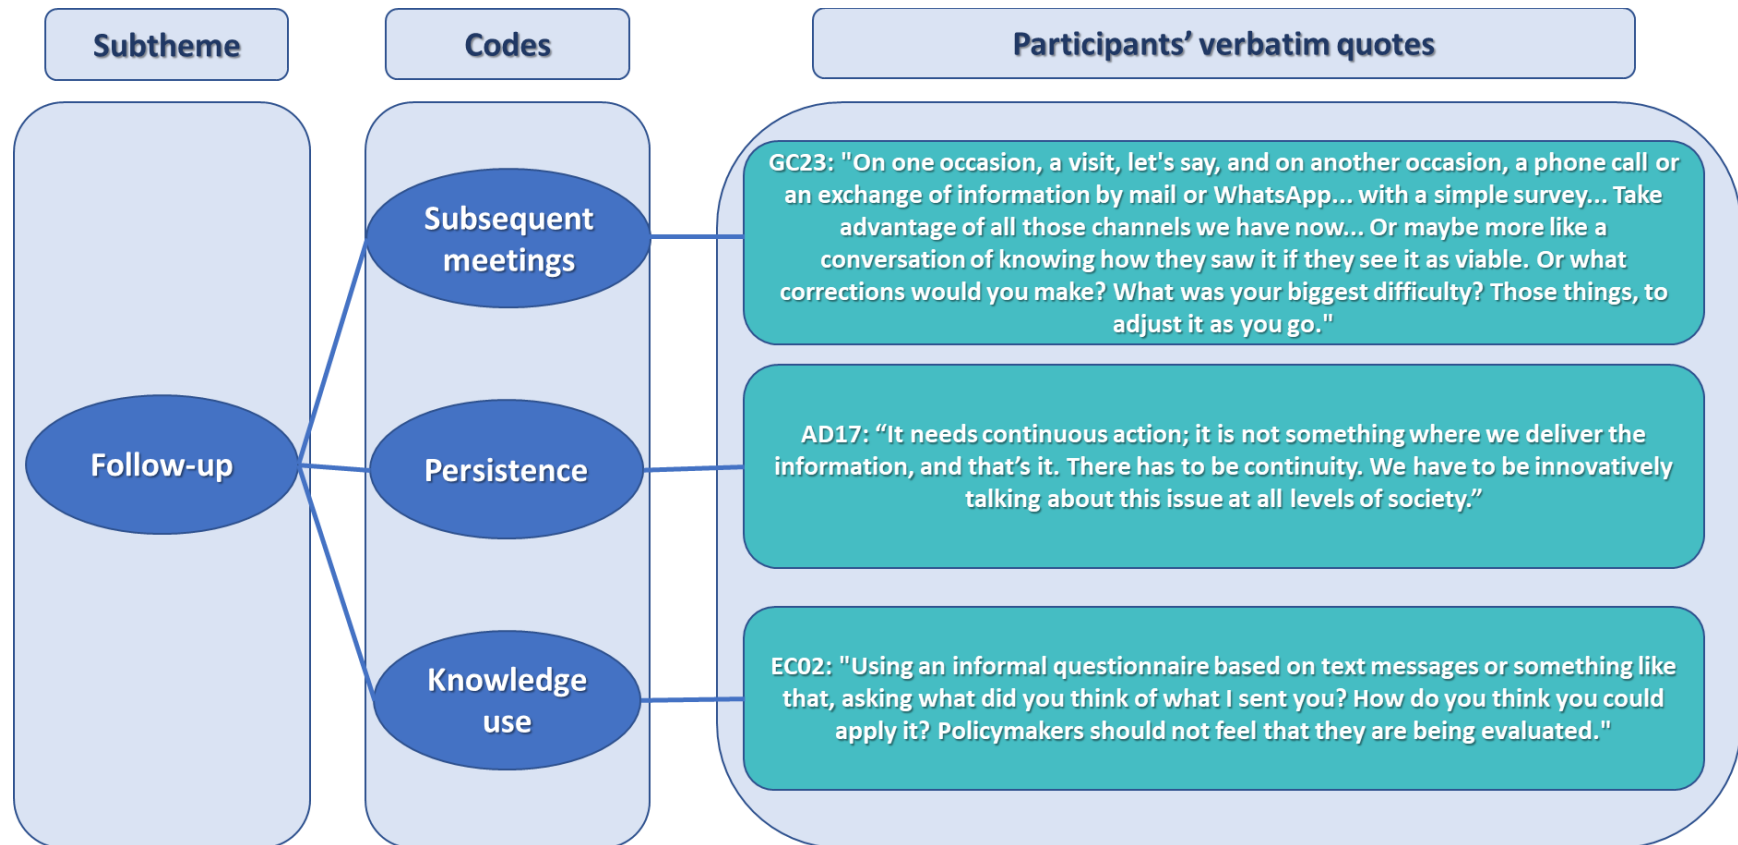 Subtheme
Codes
Participants’ verbatim quotes
Follow-up
Subsequent
meetings
GC23: "On one occasion, a visit, let's say, and on another occasion, a phone call or
an exchange of information by mail or WhatsApp... with a simple survey... Take
advantage of all those channels we have now... Or maybe more like a
conversation of knowing how they saw it if they see it as viable. Or what
corrections would you make? What was your biggest difficulty? Those things, to
adjust it as you go."
Persistence
AD17: “It needs continuous action; it is not something where we deliver the
information, and that’s it. There has to be continuity. We have to be innovatively
talking about this issue at all levels of society.”
Knowledge
use
EC02: "Using an informal questionnaire based on text messages or something like
that, asking what did you think of what I sent you? How do you think you could
apply it? Policymakers should not feel that they are being evaluated."